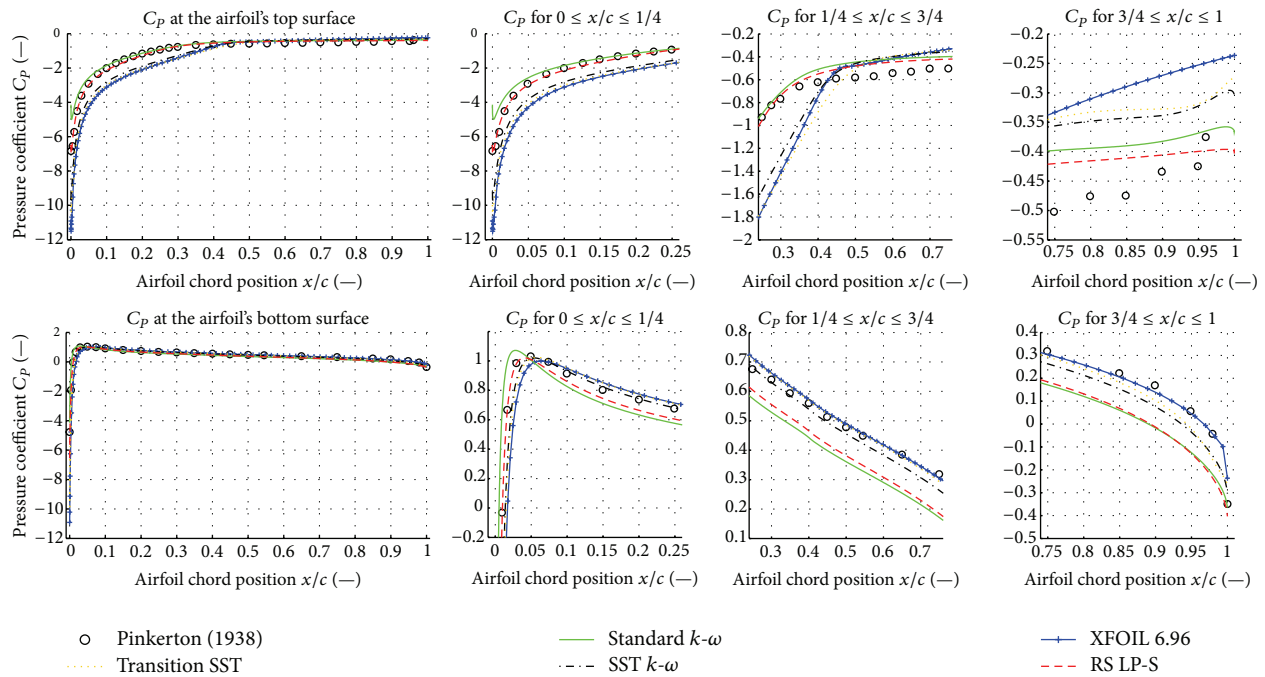 C_P at the airfoil's top surface
C_P for 0 ≤ x/c ≤ 1/4
C_P for 1/4 ≤ x/c ≤ 3/4
C_P for 3/4 ≤ x/c ≤ 1
Pressure coefficient C_P (—)
0
−2
−4
−6
−8
−10
−12
0 0.1 0.2 0.3 0.4 0.5 0.6 0.7 0.8 0.9 1
Airfoil chord position x/c (—)
0
−2
−4
−6
−8
−10
−12
0 0.05 0.1 0.15 0.2 0.25
Airfoil chord position x/c (—)
0
−0.2
−0.4
−0.6
−0.8
−1
−1.2
−1.4
−1.6
−1.8
−2
0.3 0.4 0.5 0.6 0.7
Airfoil chord position x/c (—)
−0.2
−0.25
−0.3
−0.35
−0.4
−0.45
−0.5
−0.55
0.75 0.8 0.85 0.9 0.95 1
Airfoil chord position x/c (—)
C_P at the airfoil's bottom surface
C_P for 0 ≤ x/c ≤ 1/4
C_P for 1/4 ≤ x/c ≤ 3/4
C_P for 3/4 ≤ x/c ≤ 1
Pressure coefficient C_P (—)
2
0
−2
−4
−6
−8
−10
−12
0 0.1 0.2 0.3 0.4 0.5 0.6 0.7 0.8 0.9 1
Airfoil chord position x/c (—)
1
0.8
0.6
0.4
0.2
0
−0.2
0 0.05 0.1 0.15 0.2 0.25
Airfoil chord position x/c (—)
0.8
0.7
0.6
0.5
0.4
0.3
0.2
0.1
0.3 0.4 0.5 0.6 0.7
Airfoil chord position x/c (—)
0.4
0.3
0.2
0.1
0
−0.1
−0.2
−0.3
−0.4
−0.5
0.75 0.8 0.85 0.9 0.95 1
Airfoil chord position x/c (—)
Pinkerton (1938)
Transition SST
Standard k-ω
SST k-ω
XFOIL 6.96
RS LP-S